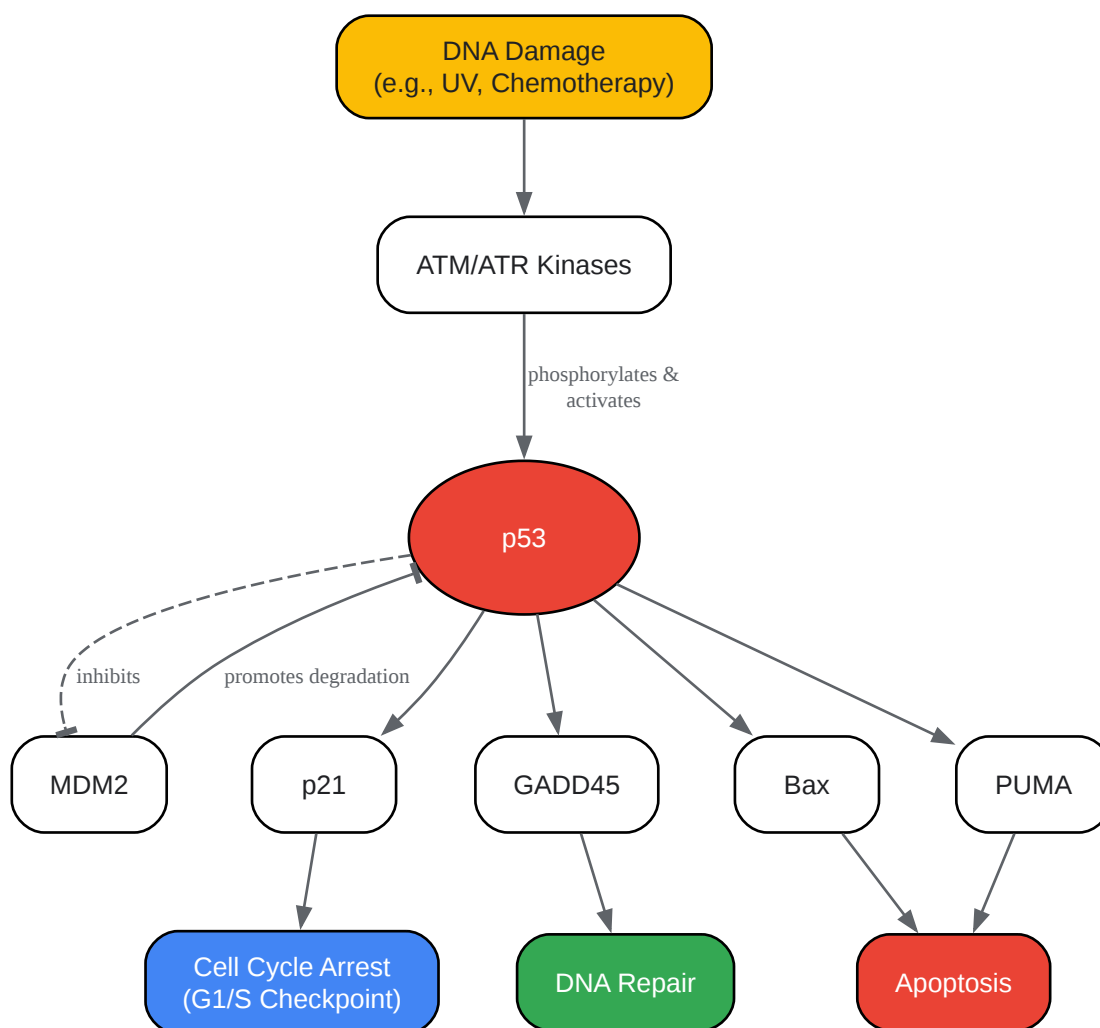 DNA Damage
(e.g., UV, Chemotherapy)
ATM/ATR Kinases
phosphorylates &
activates
p53
inhibits
promotes degradation
MDM2
p21
GADD45
Bax
PUMA
Cell Cycle Arrest
(G1/S Checkpoint)
DNA Repair
Apoptosis